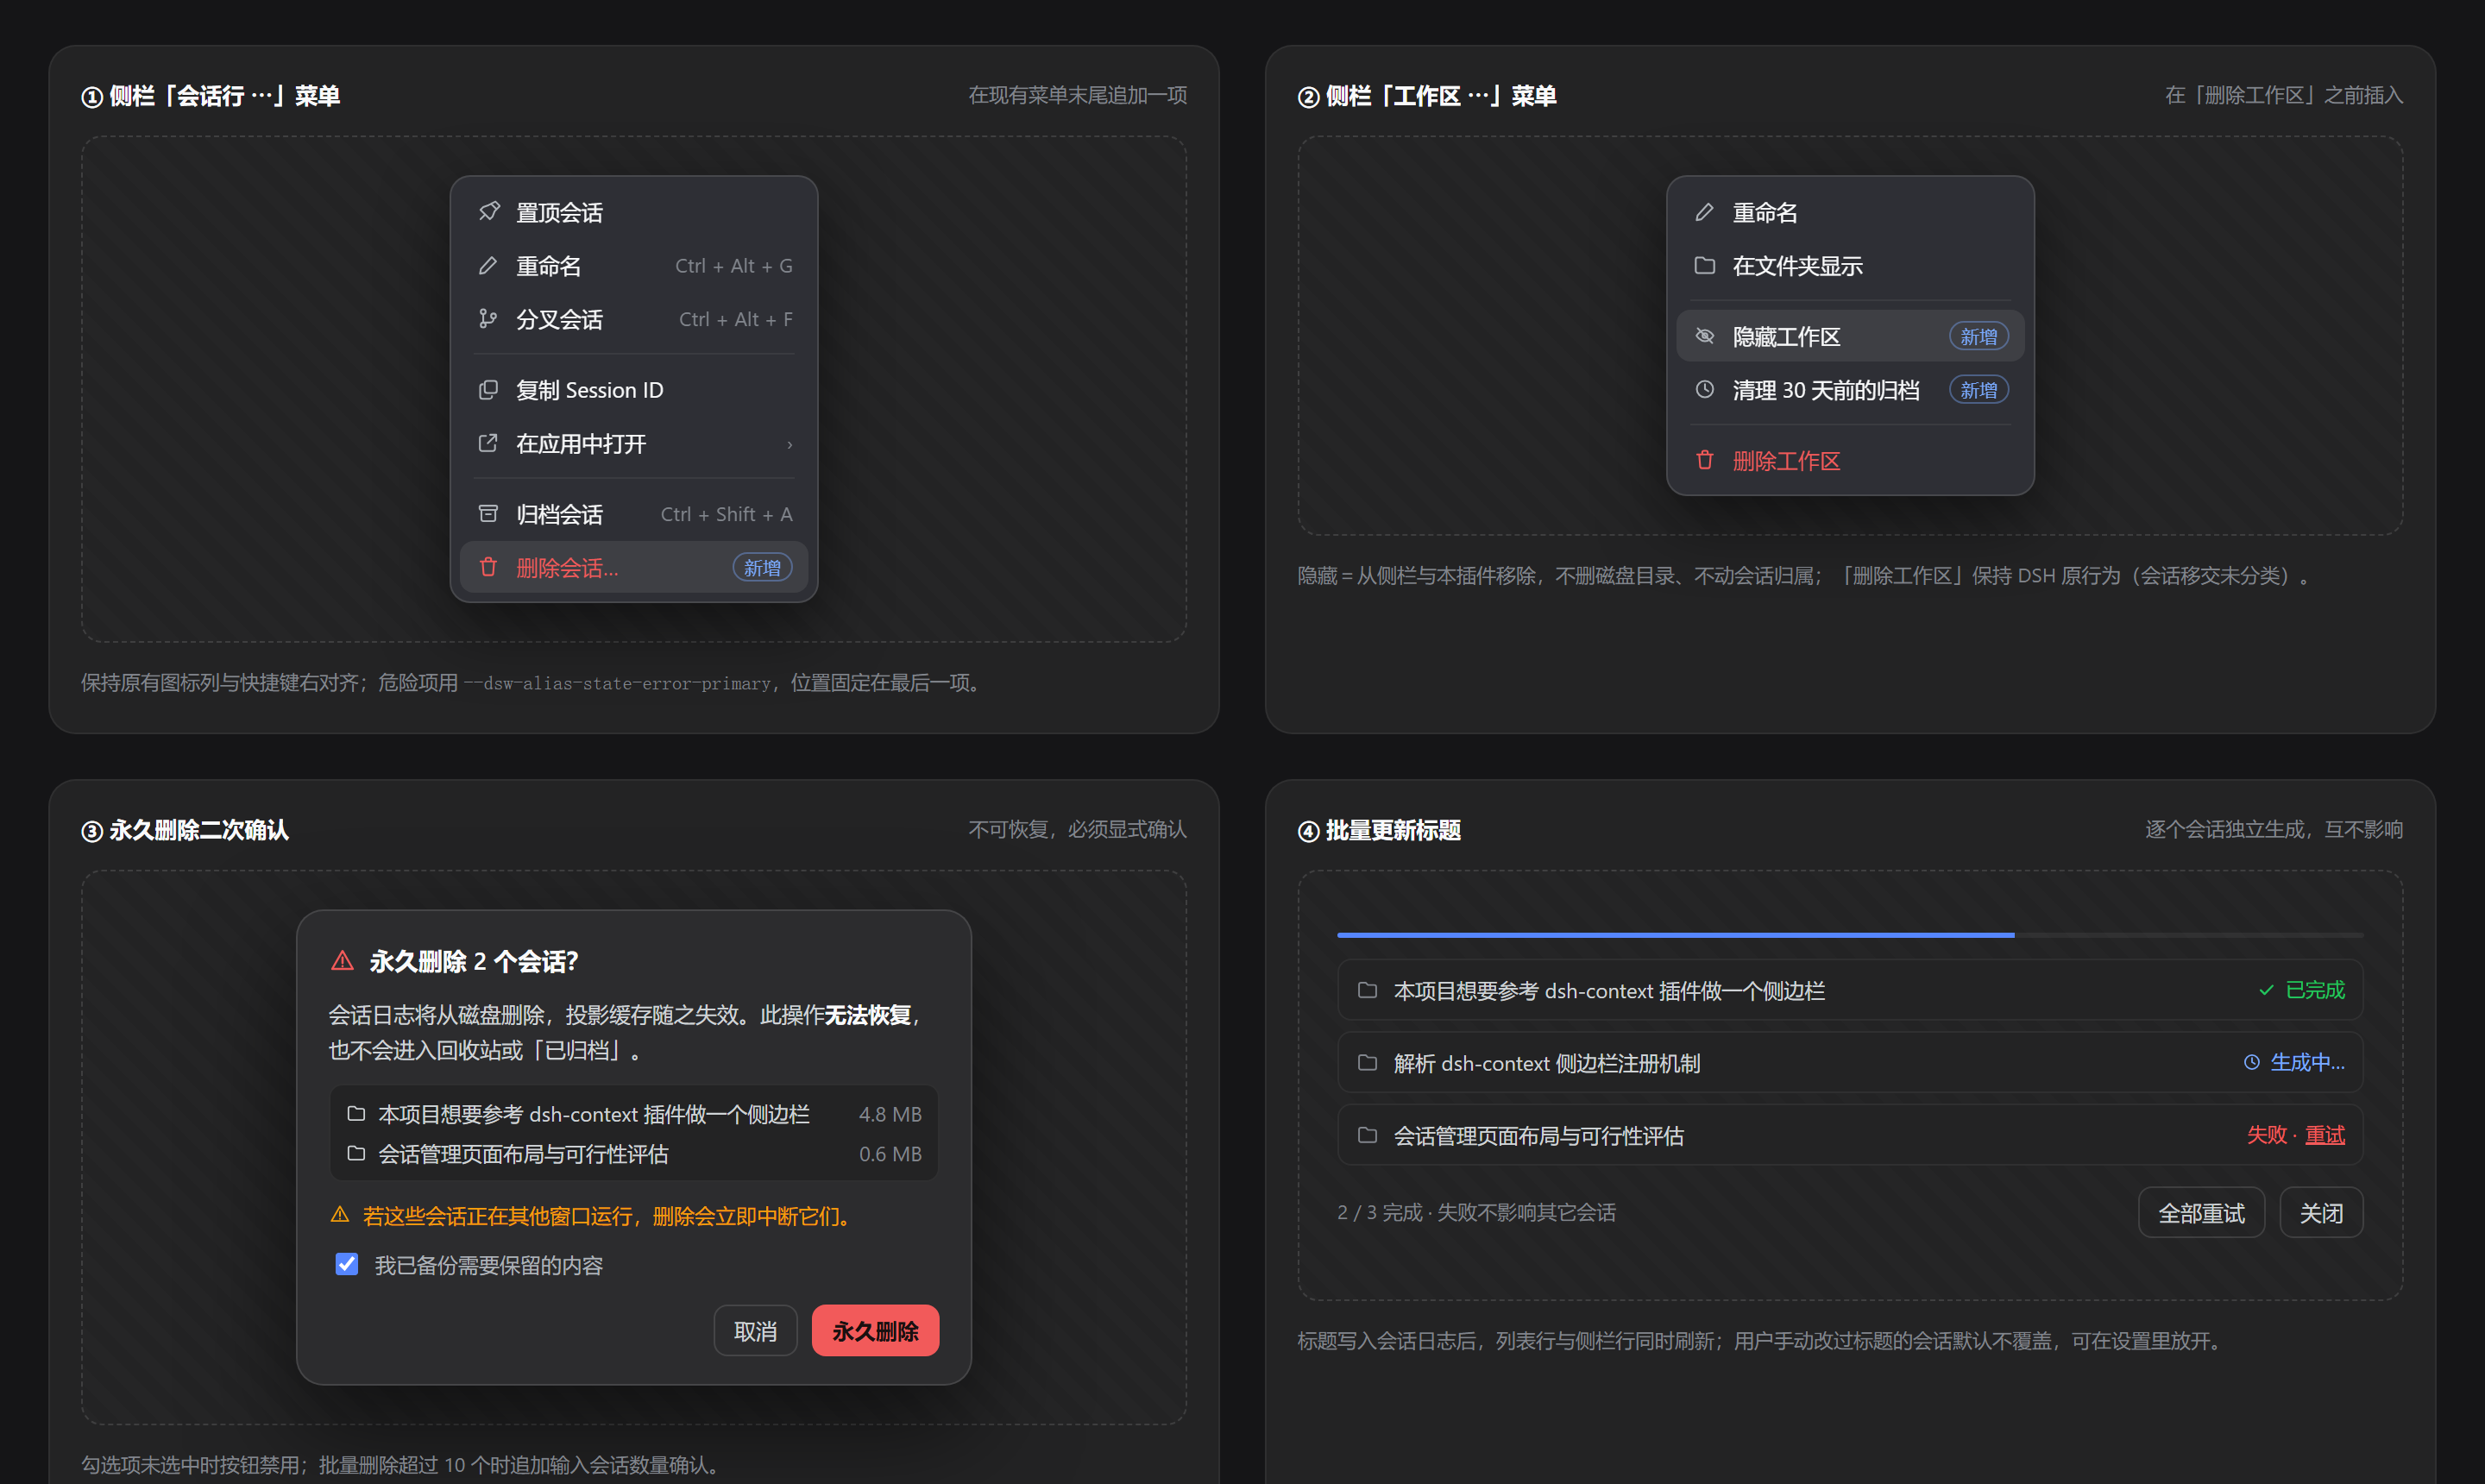 ① 侧栏「会话行 ···」菜单
在现有菜单末尾追加一项
置顶会话
重命名 Ctrl + Alt + G
分叉会话 Ctrl + Alt + F
复制 Session ID
在应用中打开 ›
归档会话 Ctrl + Shift + A
删除会话... 新增
保持原有图标列与快捷键右对齐；危险项用 --dsw-alias-state-error-primary，位置固定在最后一项。
② 侧栏「工作区 ···」菜单
在「删除工作区」之前插入
重命名
在文件夹显示
隐藏工作区 新增
清理 30 天前的归档 新增
删除工作区
隐藏 = 从侧栏与本插件移除，不删磁盘目录、不动会话归属；「删除工作区」保持 DSH 原行为（会话移交未分类）。
③ 永久删除二次确认
不可恢复，必须显式确认
永久删除 2 个会话？
会话日志将从磁盘删除，投影缓存随之失效。此操作无法恢复，
也不会进入回收站或「已归档」。
本项目想要参考 dsh-context 插件做一个侧边栏 4.8 MB
会话管理页面布局与可行性评估 0.6 MB
若这些会话正在其他窗口运行，删除会立即中断它们。
我已备份需要保留的内容
取消 永久删除
勾选项未选中时按钮禁用；批量删除超过 10 个时追加输入会话数量确认。
④ 批量更新标题
逐个会话独立生成，互不影响
本项目想要参考 dsh-context 插件做一个侧边栏 已完成
解析 dsh-context 侧边栏注册机制 生成中...
会话管理页面布局与可行性评估 失败 · 重试
2 / 3 完成 · 失败不影响其它会话 全部重试 关闭
标题写入会话日志后，列表行与侧栏行同时刷新；用户手动改过标题的会话默认不覆盖，可在设置里放开。